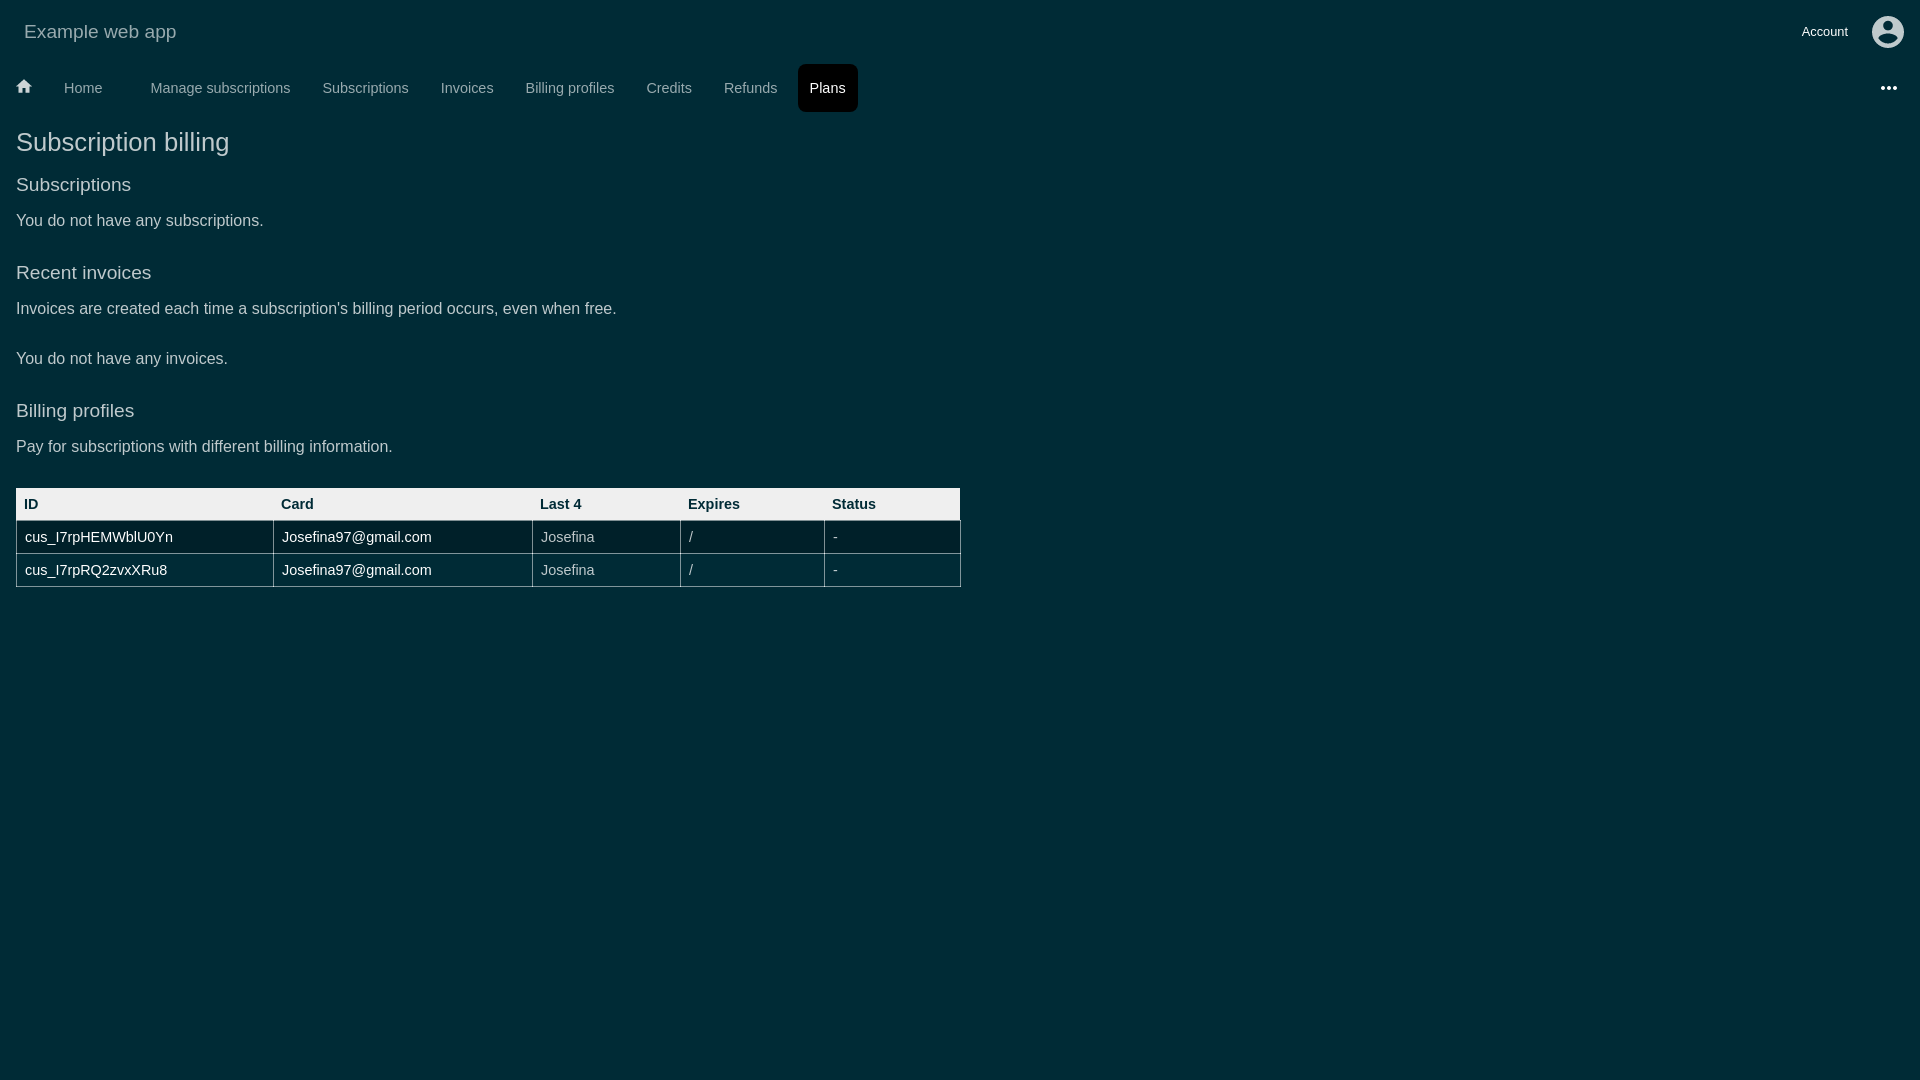 Example web app
Account
Home Manage subscriptions Subscriptions Invoices Billing profiles Credits Refunds Plans
Subscription billing
Subscriptions
You do not have any subscriptions.
Recent invoices
Invoices are created each time a subscription's billing period occurs, even when free.
You do not have any invoices.
Billing profiles
Pay for subscriptions with different billing information.
ID Card Last 4 Expires Status
cus_I7rpHEMWblU0Yn Josefina97@gmail.com Josefina / -
cus_I7rpRQ2zvxXRu8 Josefina97@gmail.com Josefina / -